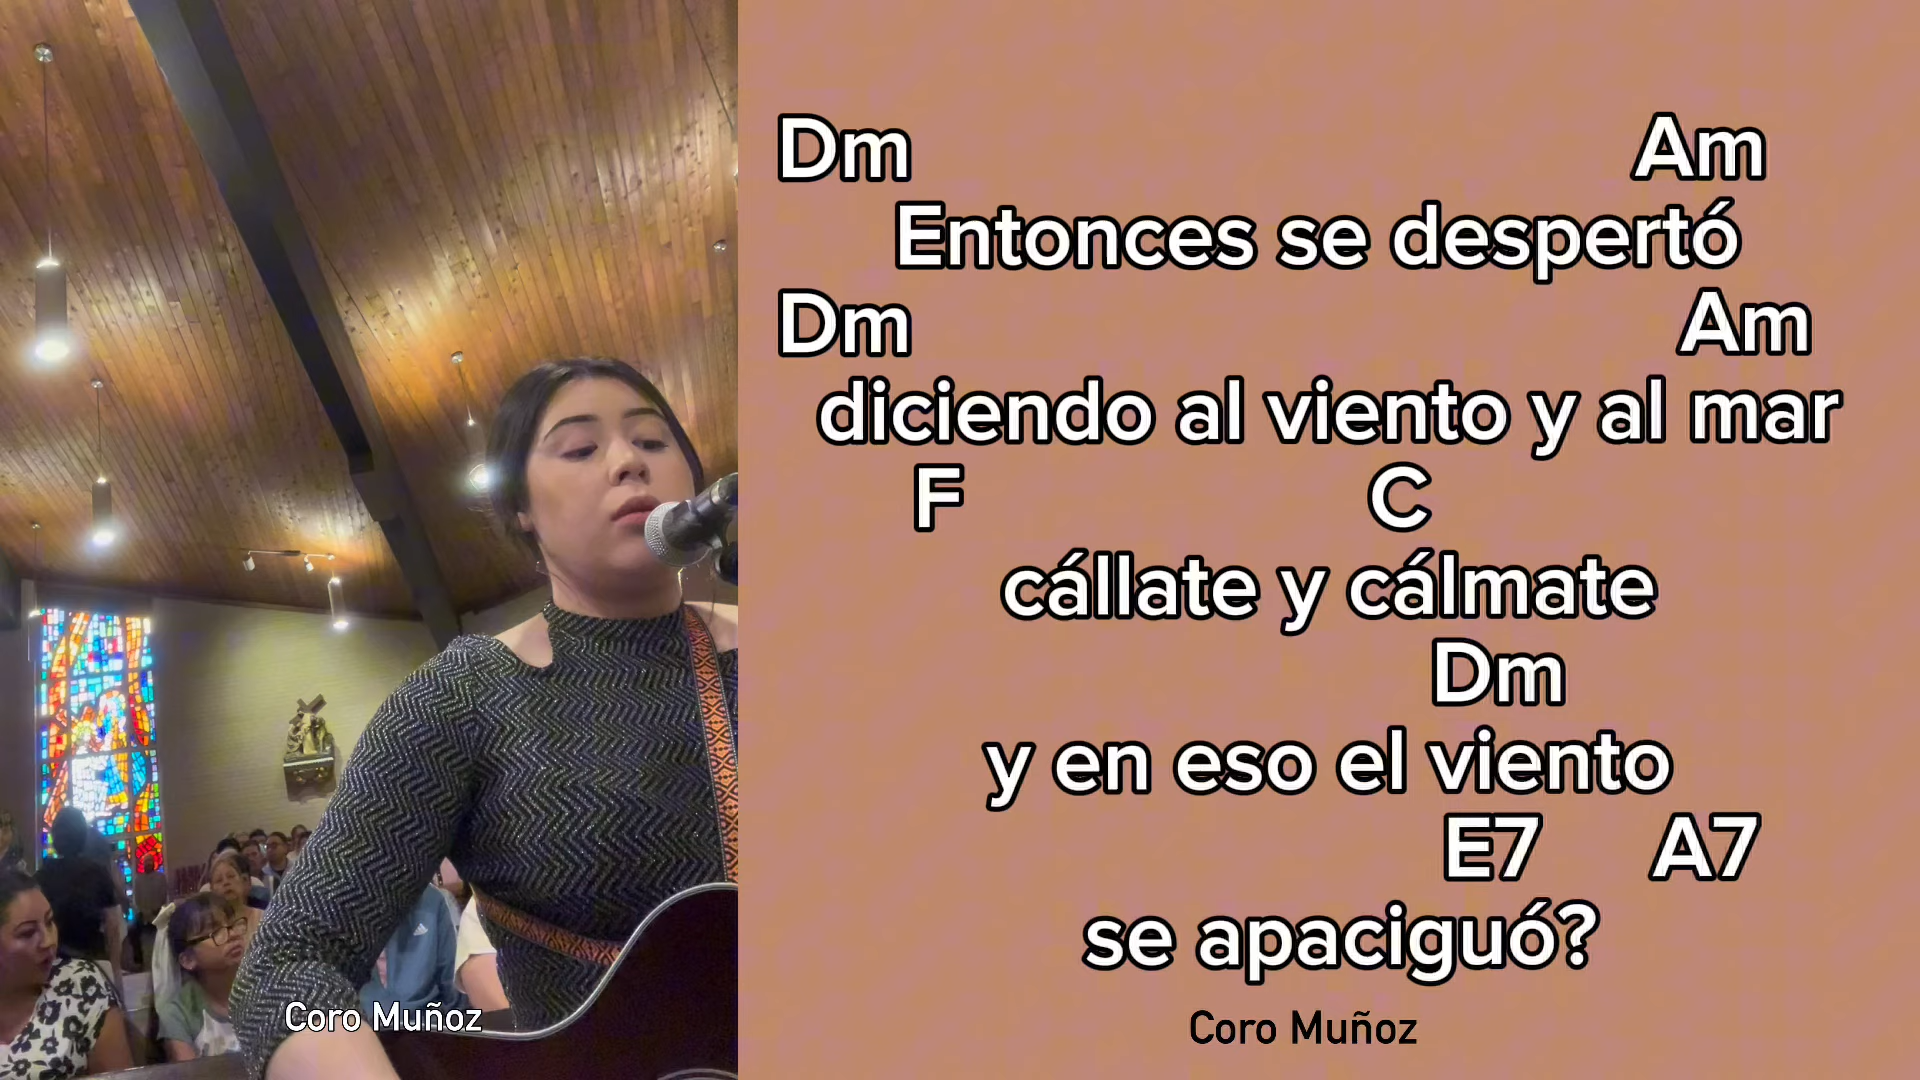 Dm Am
Entonces se despertó
Dm Am
diciendo al viento y al mar
F C
cállate y cálmate
Dm
y en eso el viento
E7 A7
se apaciguó?
Coro Muñoz
Coro Muñoz